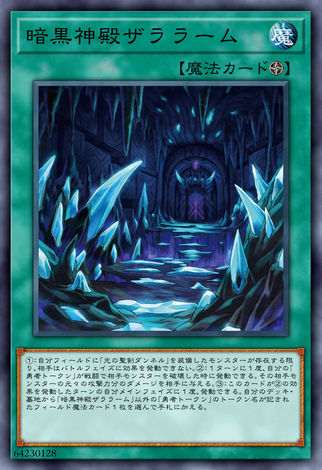 暗黒神殿ザララーム
魔
【魔法カード】
①:自分フィールドに「光の聖剣ダンネル」を装備したモンスターが存在する限
り、相手はバトルフェイズに効果を発動できない。②:1ターンに1度、自分の「
勇者トークン」が戦闘で相手モンスターを破壊した時に発動できる。その相手モ
ンスターの元々の攻撃力分のダメージを相手に与える。③:このカードが②の効
果を発動したターンの自分メインフェイズに1度、発動できる。自分のデッキ・
墓地から「暗黒神殿ザララーム」以外の「勇者トークン」のトークン名が記され
たフィールド魔法カード1枚を選んで手札に加える。
64230128